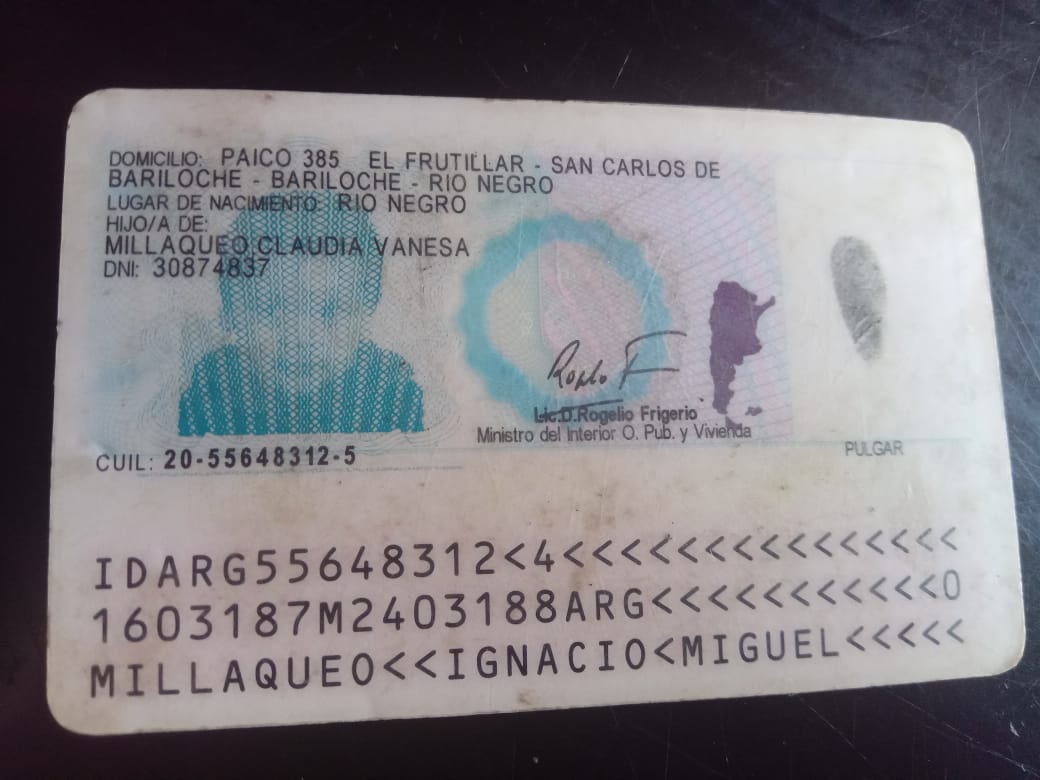 DOMICILIO: PAICO 385 EL FRUTILLAR - SAN CARLOS DE
BARILOCHE - BARILOCHE - RIO NEGRO
LUGAR DE NACIMIENTO: RIO NEGRO
HIJO/A DE:
MILLAQUEO CLAUDIA VANESA
DNI: 30874837
Lic.D.Rogelio Frigerio
Ministro del Interior O. Pub. y Vivienda
PULGAR
CUIL: 20-55648312-5
IDARG55648312<4<<<<<<<<<<<<<<<
1603187M2403188ARG<<<<<<<<<<<0
MILLAQUEO<<IGNACIO<MIGUEL<<<<<